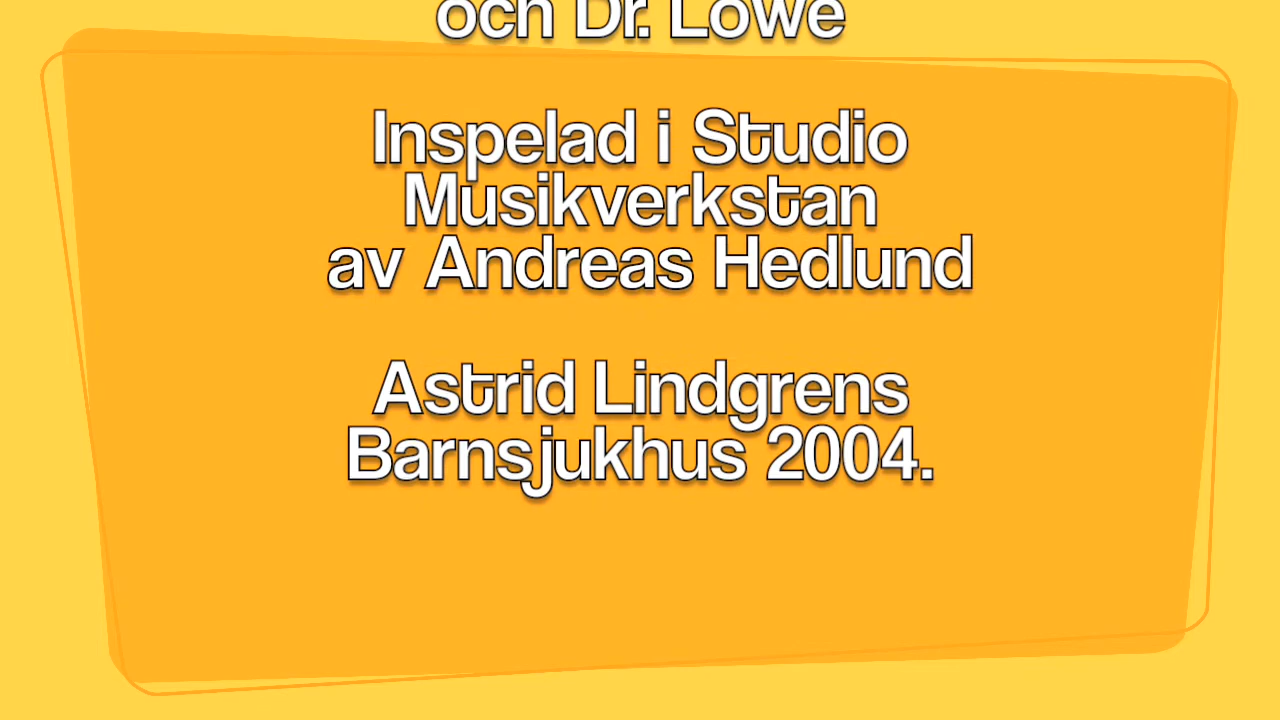 och Dr. Lowe
Inspelad i Studio
Musikverkstan
av Andreas Hedlund
Astrid Lindgrens
Barnsjukhus 2004.